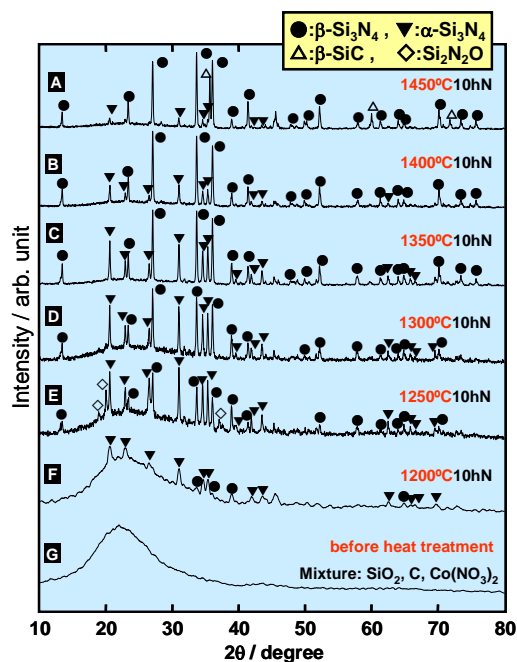 ●:β-Si₃N₄ , ▼:α-Si₃N₄
△:β-SiC , ◇:Si₂N₂O
A
1450ºC10hN
B
1400ºC10hN
C
1350ºC10hN
D
1300ºC10hN
E
1250ºC10hN
F
1200ºC10hN
G
before heat treatment
Mixture: SiO₂, C, Co(NO₃)₂
Intensity / arb. unit
10 20 30 40 50 60 70 80
2θ / degree